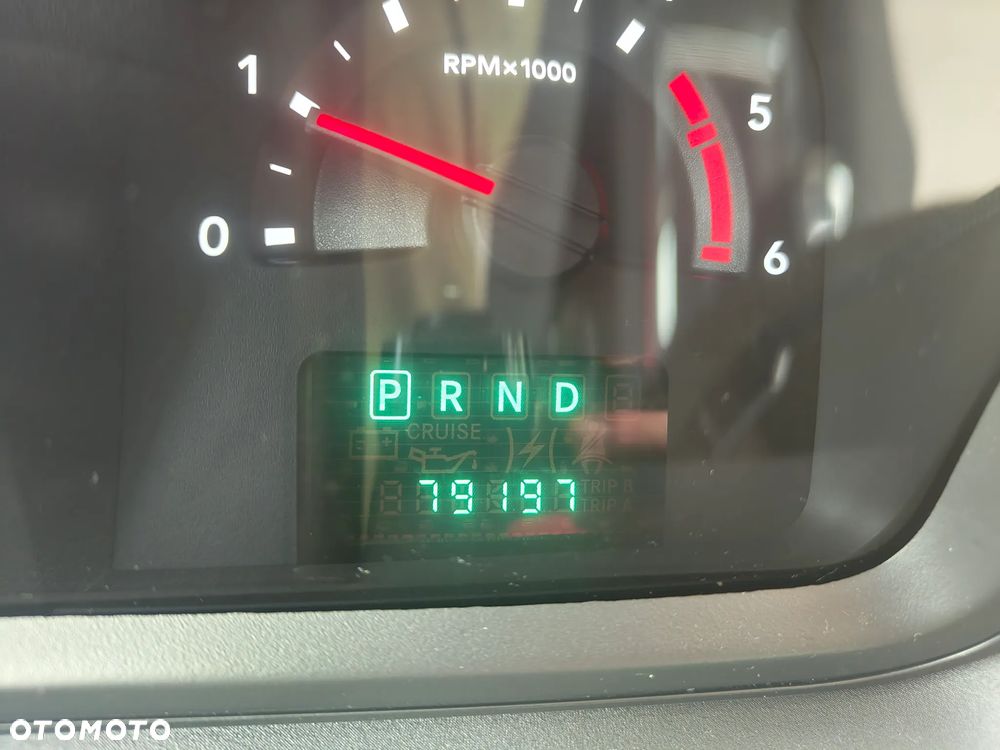 RPM×1000
1
5
0
6
P R N D
CRUISE
TRIP B
79197
TRIP A
OTOMOTO